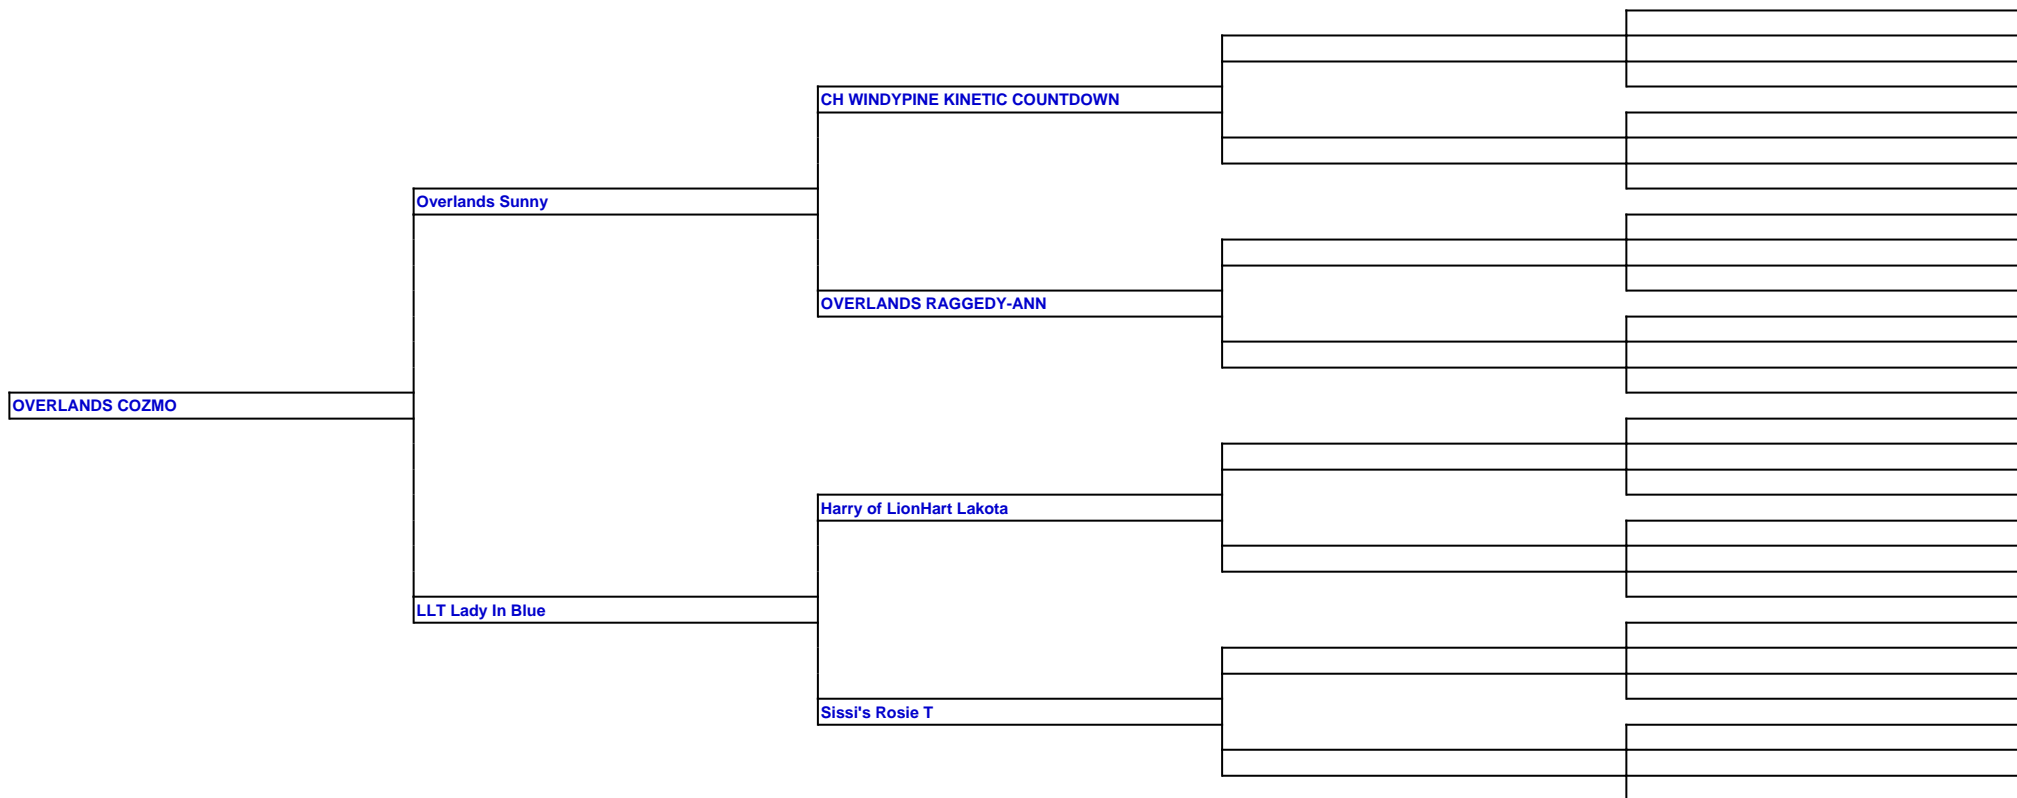 CH WINDYPINE KINETIC COUNTDOWN
Overlands Sunny
OVERLANDS RAGGEDY-ANN
OVERLANDS COZMO
Harry of LionHart Lakota
LLT Lady In Blue
Sissi's Rosie T